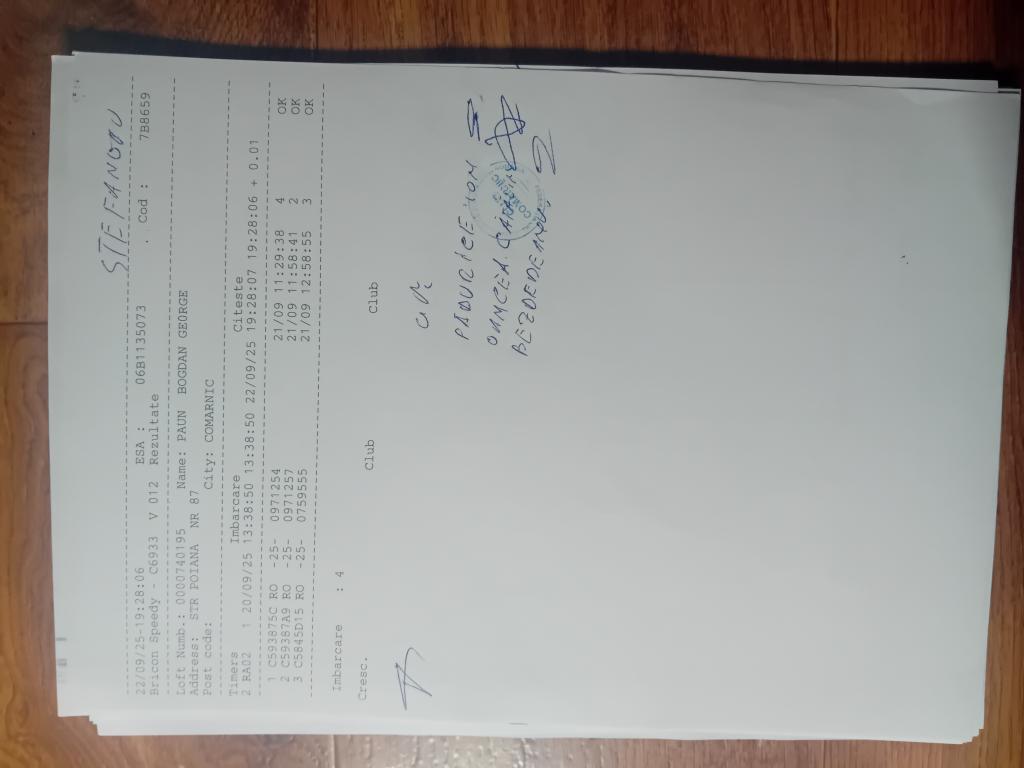 STEFANOIU
22/09/25-19:28:06 ESA : 06B1135073 . Cod : 7B8659
Bricon Speedy - C6933 V 012 Rezultate
Loft Numb.: 0000740195 Name: PAUN BOGDAN GEORGE
Address: STR POIANA NR 87
Post code: City: COMARNIC
Timers Imbarcare Citeste
2 RA02 1 20/09/25 13:38:50 13:38:50 22/09/25 19:28:07 19:28:06 + 0.01
1 C593875C RO -25- 0971254 21/09 11:29:38 4 OK
2 C59387A9 RO -25- 0971257 21/09 11:58:41 2 OK
3 C5845D15 RO -25- 0759555 21/09 12:58:55 3 OK
Imbarcare : 4
Cresc. Club Club
PADURICE ION